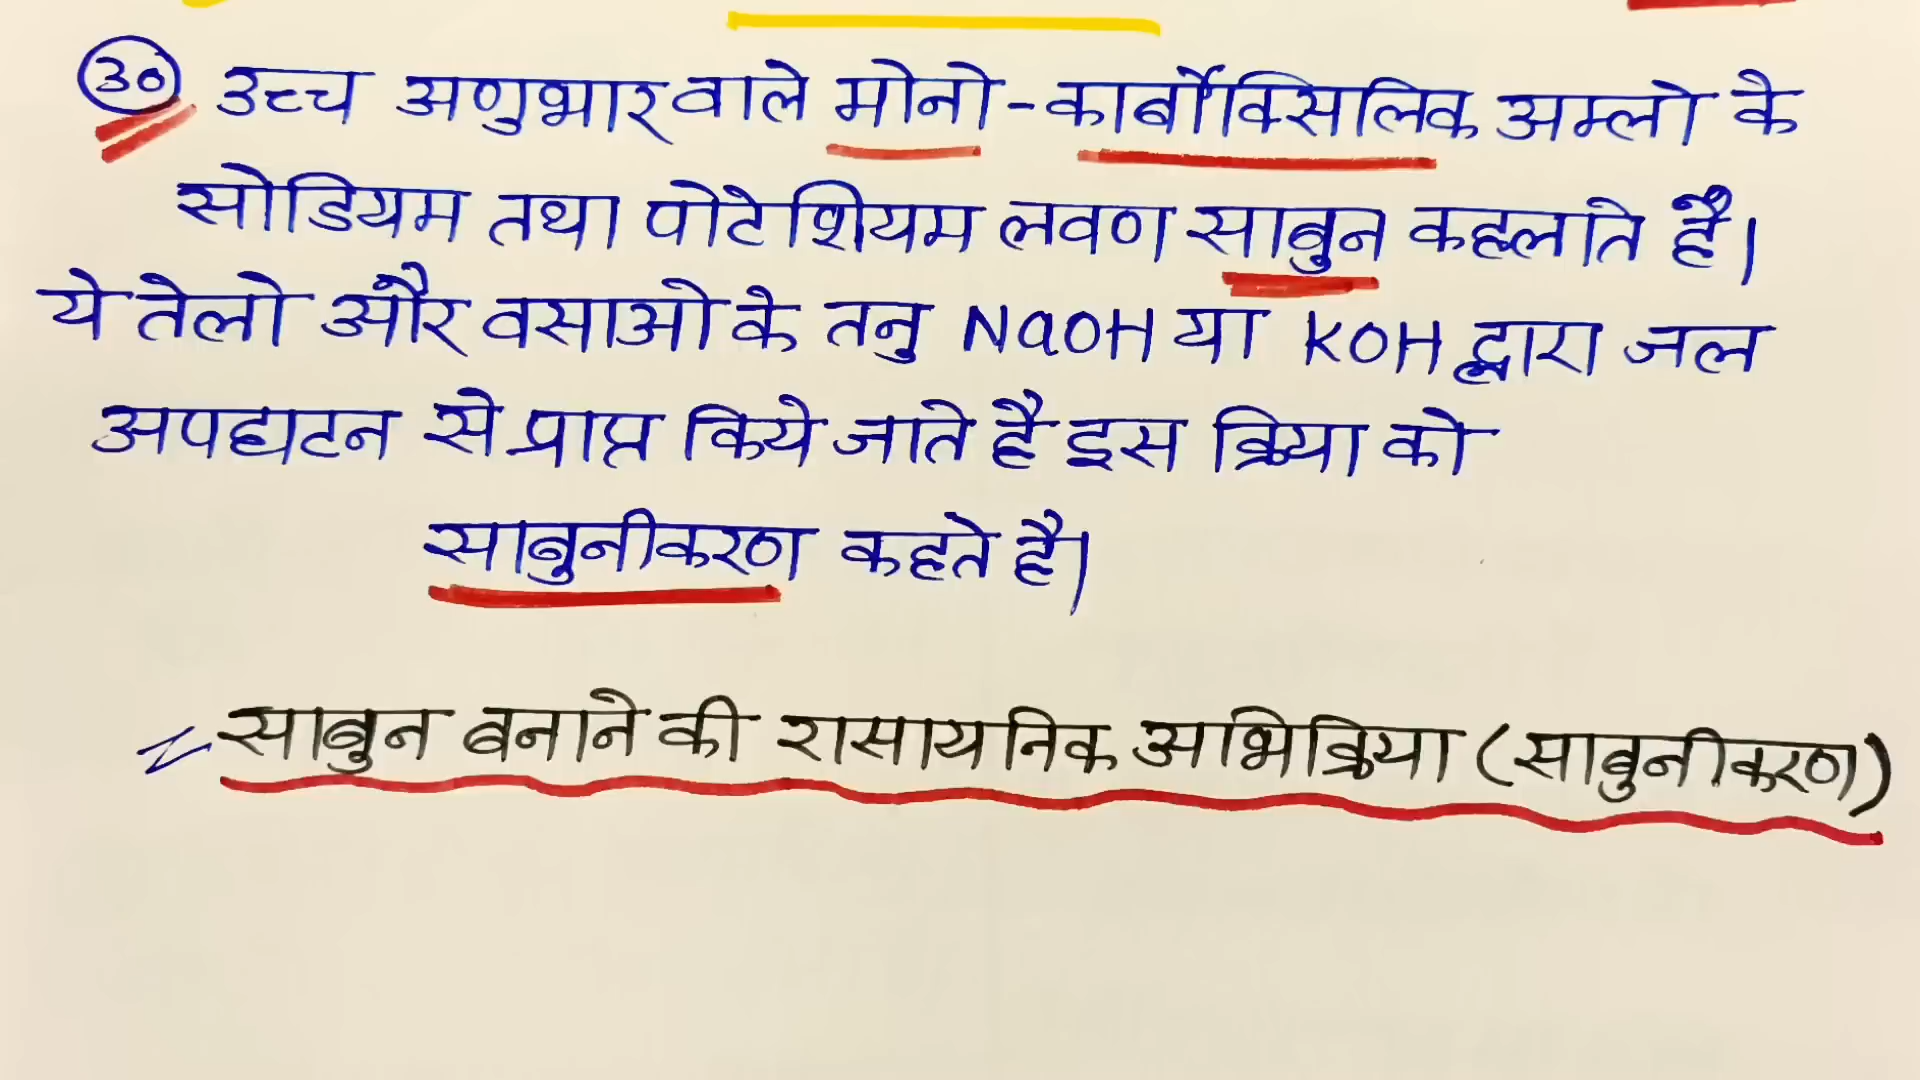 30 उच्च अणुभार वाले मोनो-कार्बोक्सिलिक अम्लो के
सोडियम तथा पोटेशियम लवण साबुन कहलाते हैं।
ये तेलो और वसाओ के तनु NaOH या KOH द्वारा जल
अपघटन से प्राप्त किये जाते है इस क्रिया को
साबुनीकरण कहते है।
साबुन बनाने की रासायनिक अभिक्रिया (साबुनीकरण)